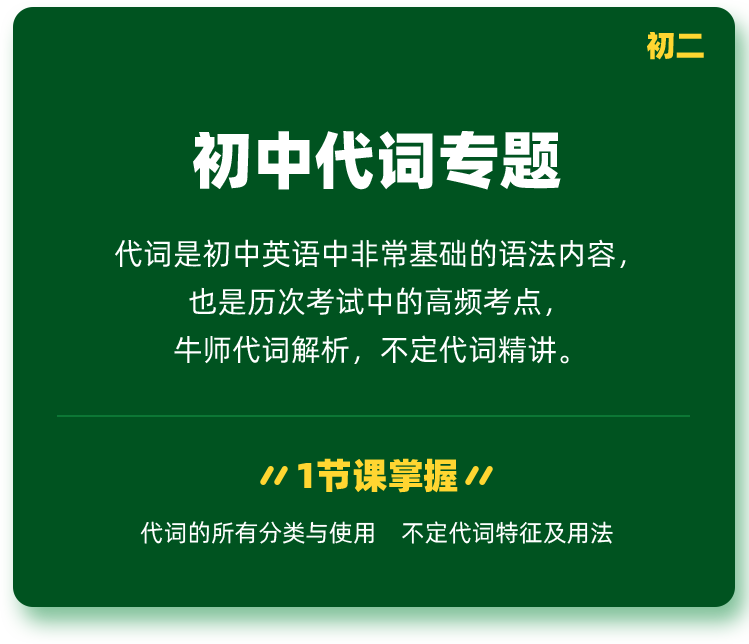 初二
初中代词专题
代词是初中英语中非常基础的语法内容，
也是历次考试中的高频考点，
牛师代词解析，不定代词精讲。
1节课掌握
代词的所有分类与使用　不定代词特征及用法